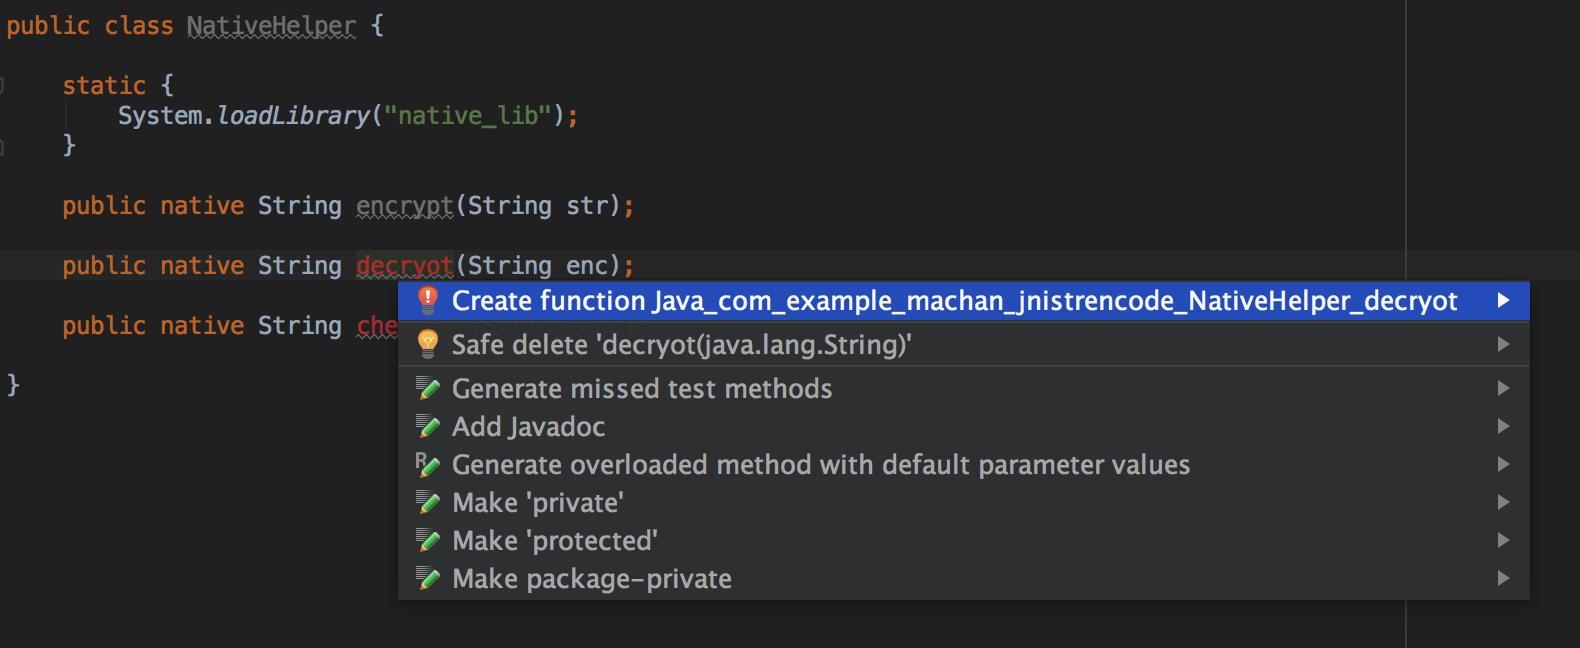 public class NativeHelper {
static {
System.loadLibrary("native_lib");
}
public native String encrypt(String str);
public native String decryot(String enc);
public native String
}
Create function Java_com_example_machan_jnistrencode_NativeHelper_decryot
Safe delete 'decryot(java.lang.String)'
Generate missed test methods
Add Javadoc
Generate overloaded method with default parameter values
Make 'private'
Make 'protected'
Make package-private